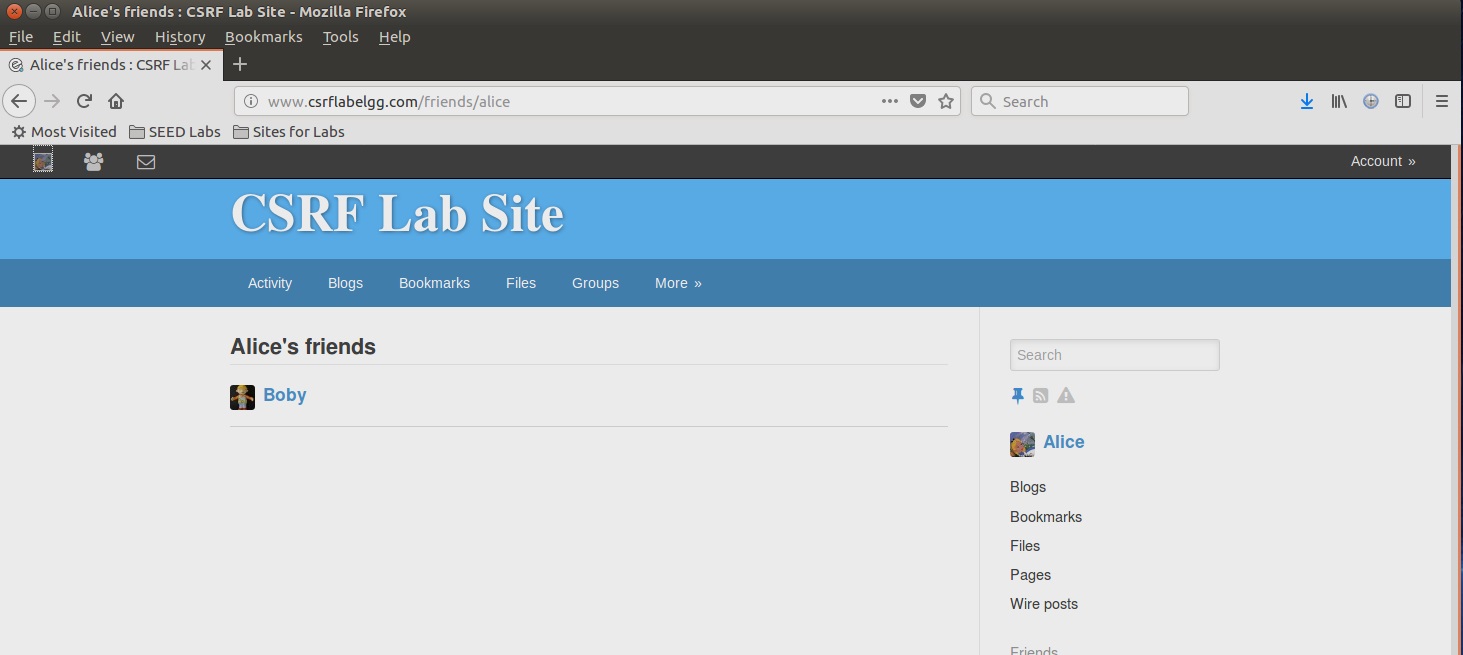 Alice's friends : CSRF Lab Site - Mozilla Firefox
File Edit View History Bookmarks Tools Help
Alice's friends : CSRF La
www.csrflabelgg.com/friends/alice
Search
Most Visited SEED Labs Sites for Labs
Account »
CSRF Lab Site
Activity Blogs Bookmarks Files Groups More »
Alice's friends
Boby
Search
Alice
Blogs
Bookmarks
Files
Pages
Wire posts
Friends